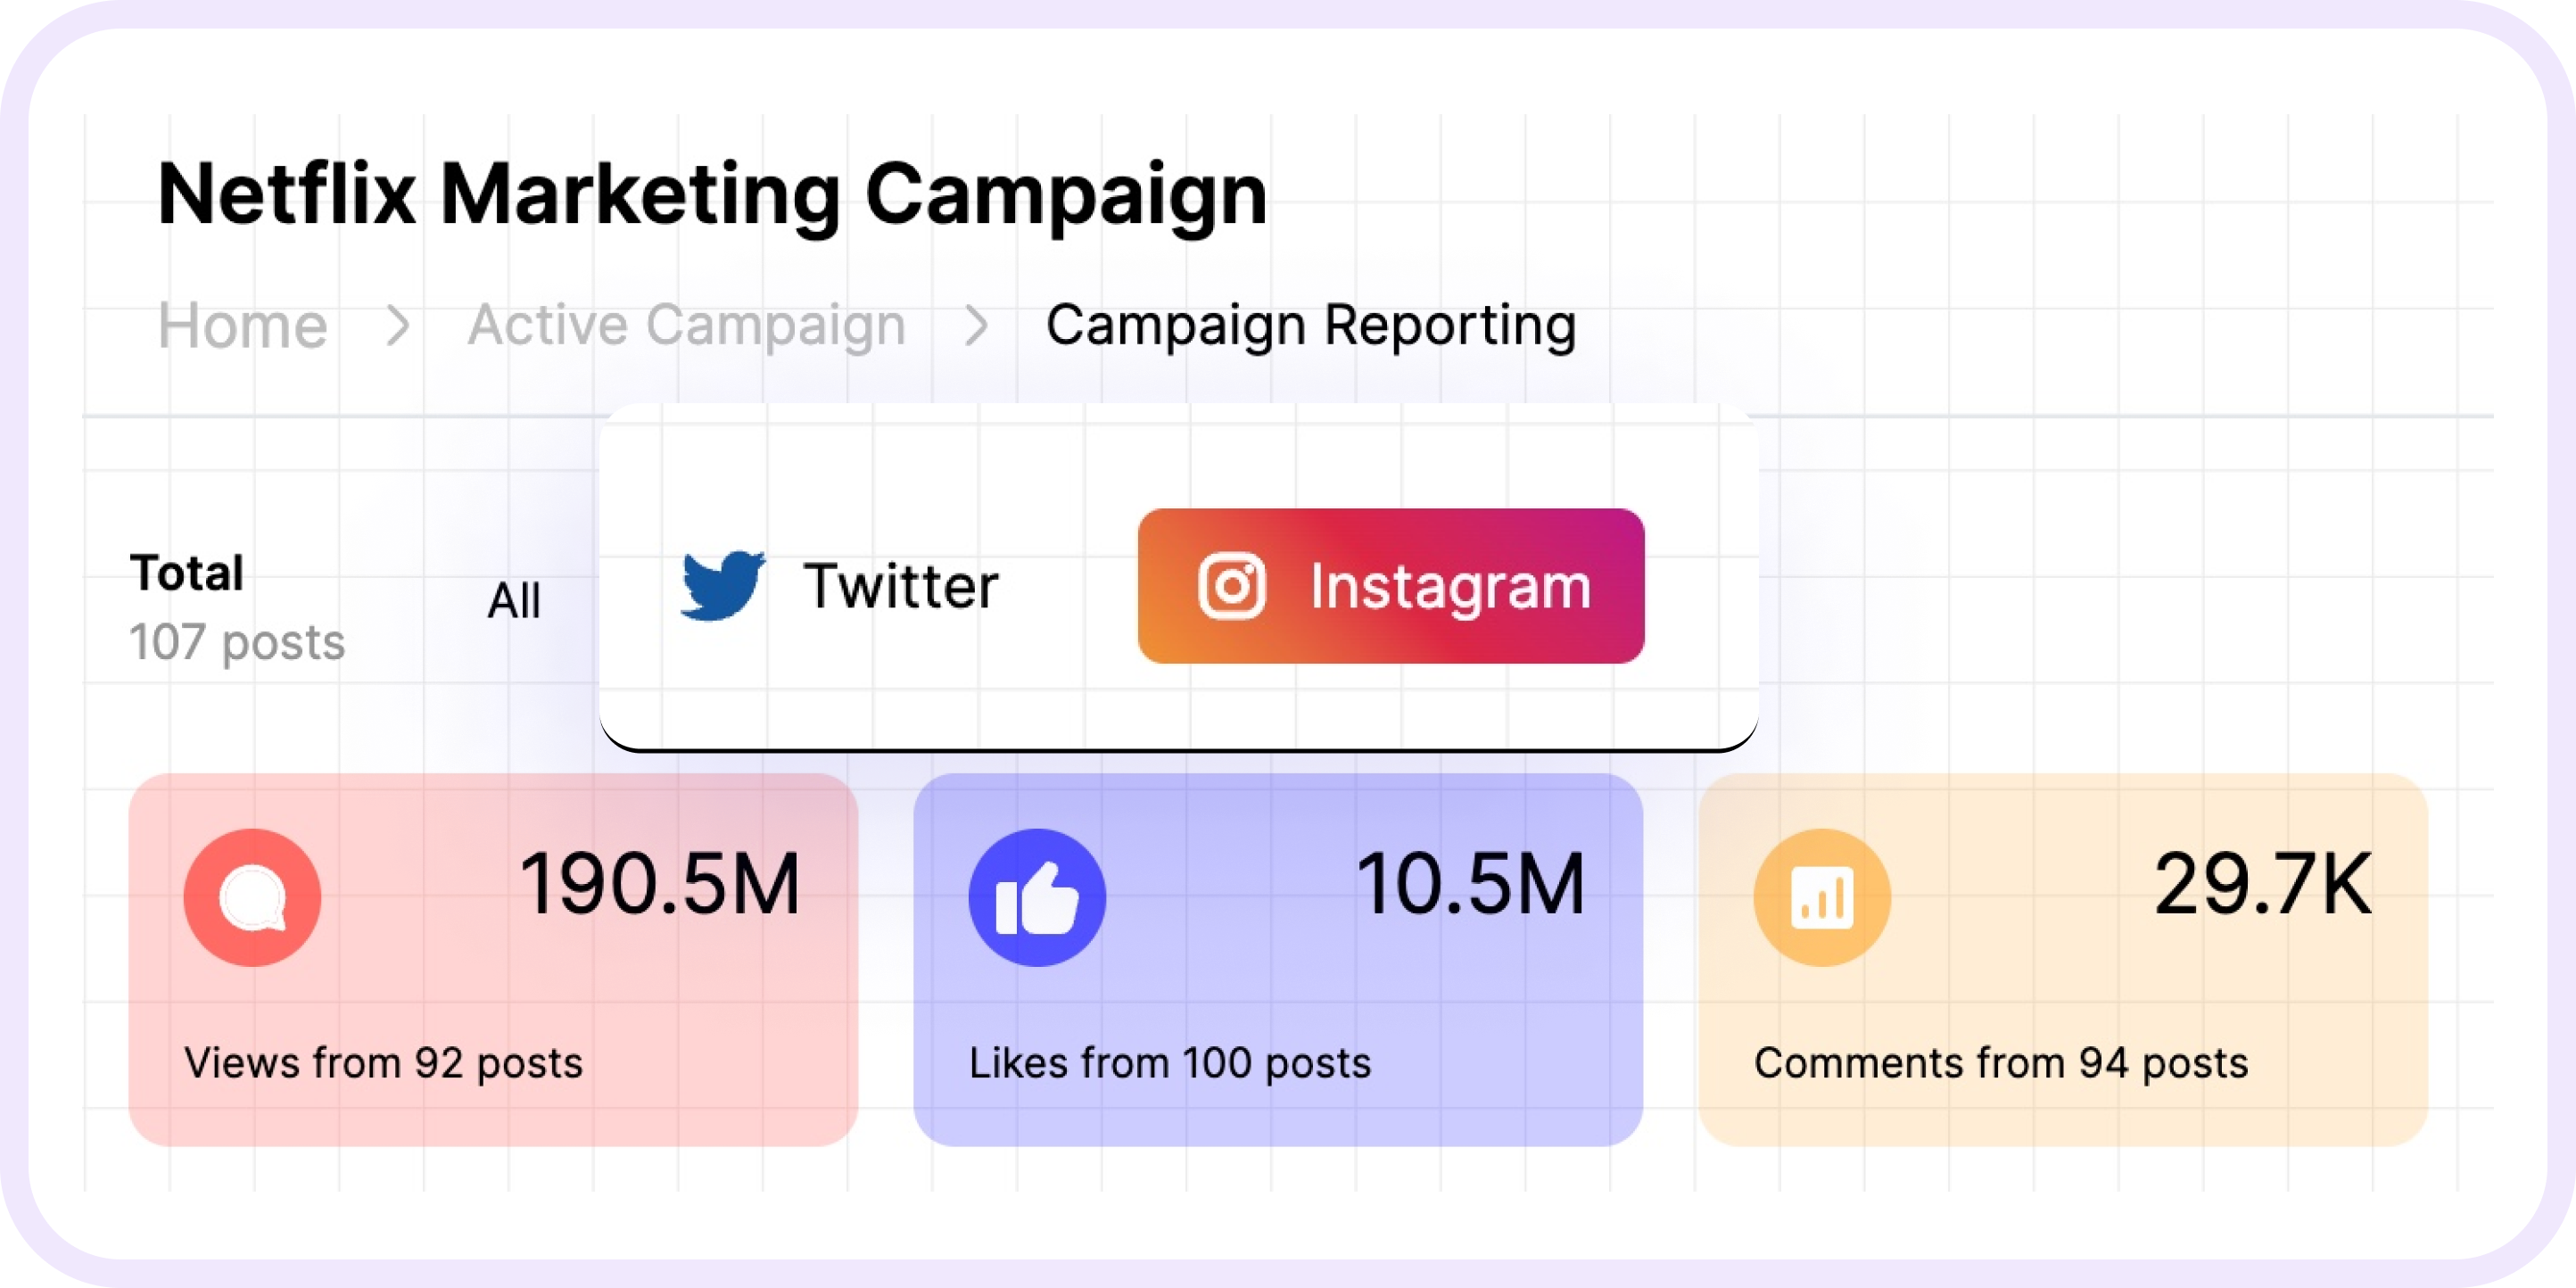 Netflix Marketing Campaign
Home > Active Campaign > Campaign Reporting
Total
107 posts
All
Twitter
Instagram
190.5M
Views from 92 posts
10.5M
Likes from 100 posts
29.7K
Comments from 94 posts